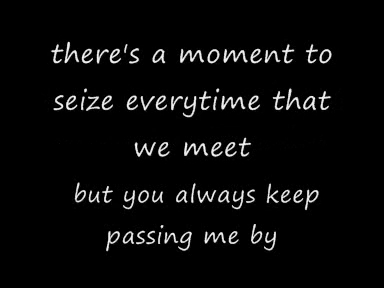 there's a moment to
seize everytime that
we meet
but you always keep
passing me by